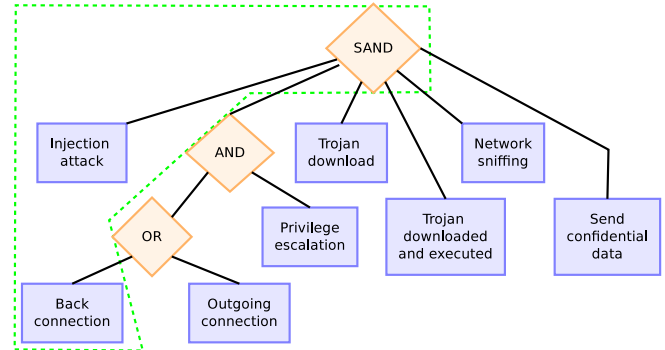 SAND
Injection
attack
AND
Trojan
download
Network
sniffing
OR
Privilege
escalation
Trojan
downloaded
and executed
Send
confidential
data
Back
connection
Outgoing
connection